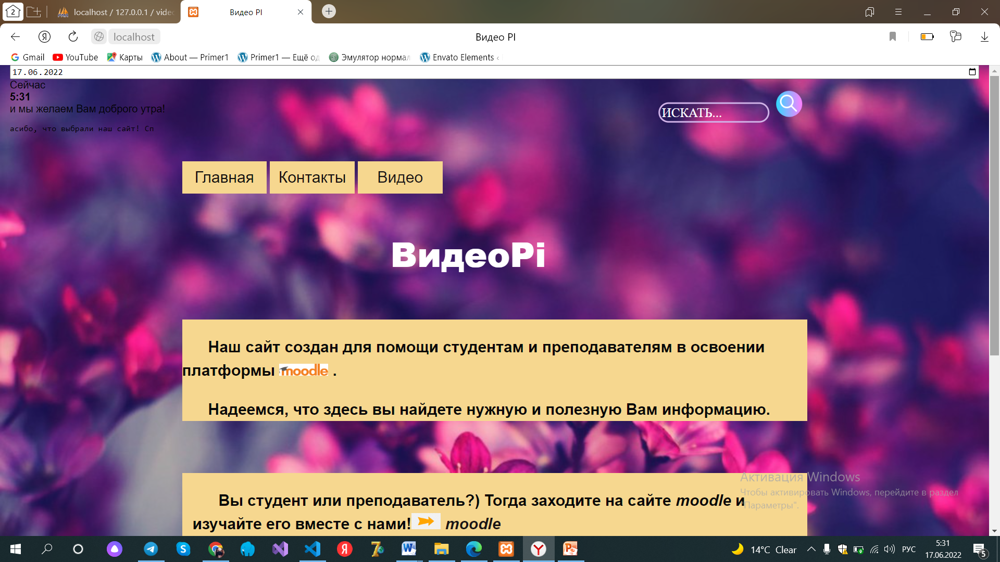 2
localhost / 127.0.0.1 / video
Видео PI
localhost
Видео PI
Gmail
YouTube
Карты
About — Primer1
Primer1 — Ещё од
Эмулятор нормал
Envato Elements ‹
17.06.2022
Сейчас
5:31
и мы желаем Вам доброго утра!
асибо, что выбрали наш сайт! Сп
ИСКАТЬ...
Главная
Контакты
Видео
ВидеоPi
Наш сайт создан для помощи студентам и преподавателям в освоении
платформы moodle .
Надеемся, что здесь вы найдете нужную и полезную Вам информацию.
Вы студент или преподаватель?) Тогда заходите на сайте moodle и
изучайте его вместе с нами! moodle
Активация Windows
Чтобы активировать Windows, перейдите в раздел
"Параметры".
14°C Clear
РУС
5:31
17.06.2022
5